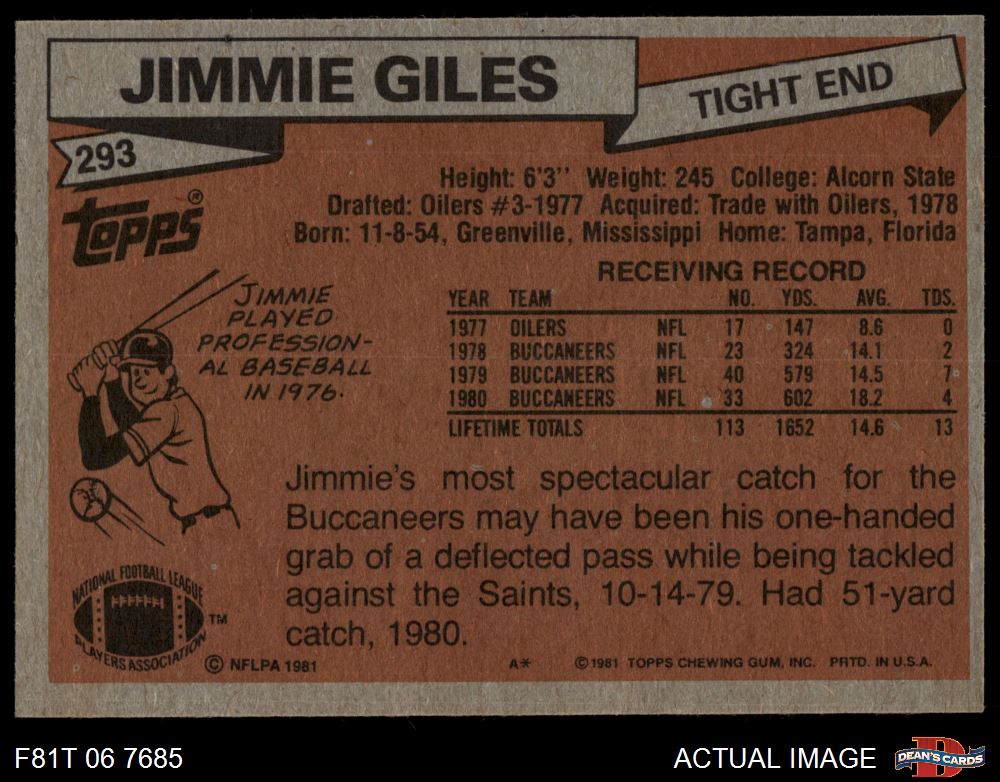 JIMMIE GILES
TIGHT END
293
Topps®
Height: 6'3'' Weight: 245 College: Alcorn State
Drafted: Oilers #3-1977 Acquired: Trade with Oilers, 1978
Born: 11-8-54, Greenville, Mississippi Home: Tampa, Florida
JIMMIE
PLAYED
PROFESSION-
AL BASEBALL
IN 1976.
RECEIVING RECORD
YEAR TEAM NO. YDS. AVG. TDS.
1977 OILERS NFL 17 147 8.6 0
1978 BUCCANEERS NFL 23 324 14.1 2
1979 BUCCANEERS NFL 40 579 14.5 7
1980 BUCCANEERS NFL 33 602 18.2 4
LIFETIME TOTALS 113 1652 14.6 13
Jimmie's most spectacular catch for the
Buccaneers may have been his one-handed
grab of a deflected pass while being tackled
against the Saints, 10-14-79. Had 51-yard
catch, 1980.
NATIONAL FOOTBALL LEAGUE
PLAYERS ASSOCIATION
TM
© NFLPA 1981
A* ©1981 TOPPS CHEWING GUM, INC. PRTD. IN U.S.A.
F81T 06 7685
ACTUAL IMAGE
D
DEAN'S CARDS